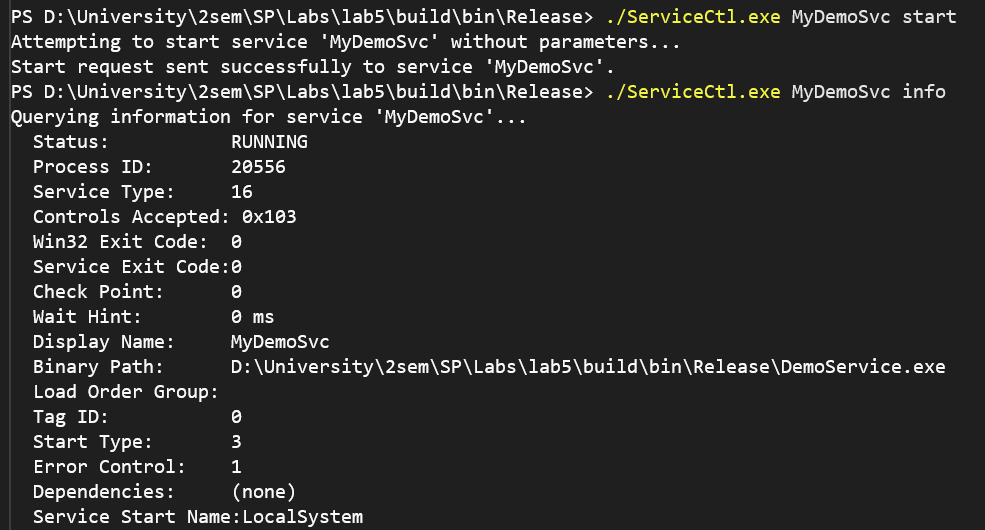 PS D:\University\2sem\SP\Labs\lab5\build\bin\Release> ./ServiceCtl.exe MyDemoSvc start
Attempting to start service 'MyDemoSvc' without parameters...
Start request sent successfully to service 'MyDemoSvc'.
PS D:\University\2sem\SP\Labs\lab5\build\bin\Release> ./ServiceCtl.exe MyDemoSvc info
Querying information for service 'MyDemoSvc'...
  Status:           RUNNING
  Process ID:       20556
  Service Type:     16
  Controls Accepted: 0x103
  Win32 Exit Code:  0
  Service Exit Code:0
  Check Point:      0
  Wait Hint:        0 ms
  Display Name:     MyDemoSvc
  Binary Path:      D:\University\2sem\SP\Labs\lab5\build\bin\Release\DemoService.exe
  Load Order Group:
  Tag ID:           0
  Start Type:       3
  Error Control:    1
  Dependencies:     (none)
  Service Start Name:LocalSystem